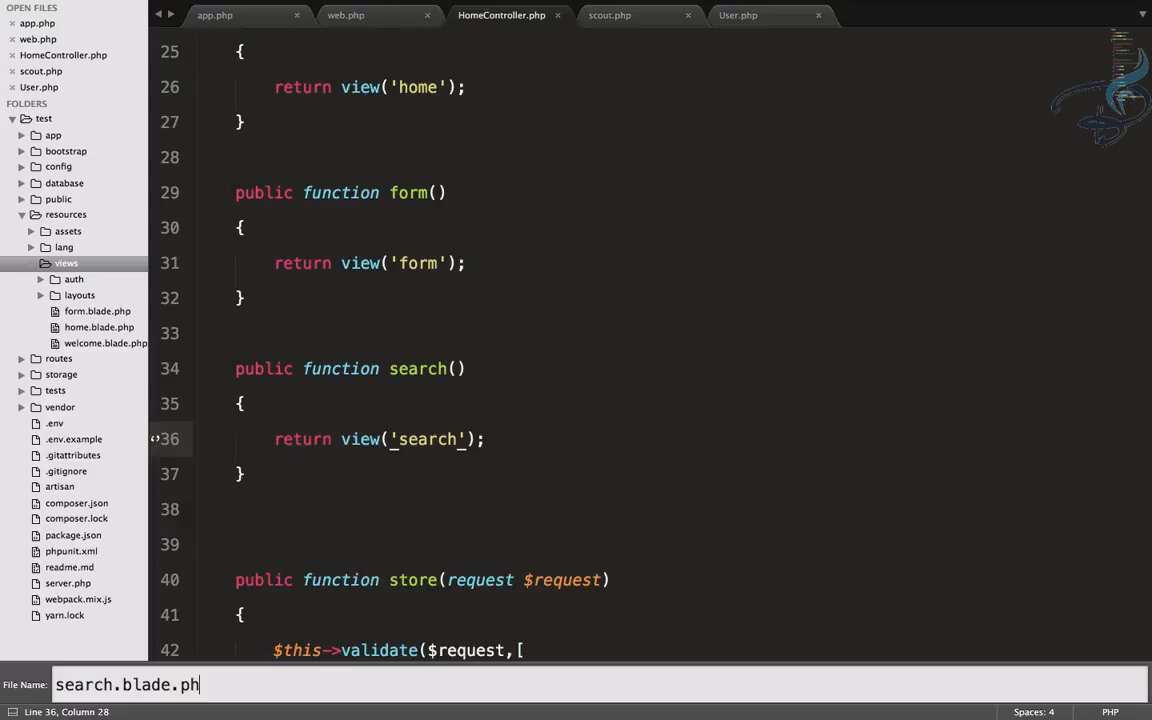 app.php
web.php
HomeController.php
scout.php
User.php
OPEN FILES
app.php
web.php
HomeController.php
scout.php
User.php
FOLDERS
test
app
bootstrap
config
database
public
resources
assets
lang
views
auth
layouts
form.blade.php
home.blade.php
welcome.blade.php
routes
storage
tests
vendor
.env
.env.example
.gitattributes
.gitignore
artisan
composer.json
composer.lock
package.json
phpunit.xml
readme.md
server.php
webpack.mix.js
yarn.lock
25 {
26 return view('home');
27 }
28
29 public function form()
30 {
31 return view('form');
32 }
33
34 public function search()
35 {
36 return view('search');
37 }
38
39
40 public function store(request $request)
41 {
42 $this->validate($request,[
File Name: search.blade.ph
Line 36, Column 28 Spaces: 4 PHP